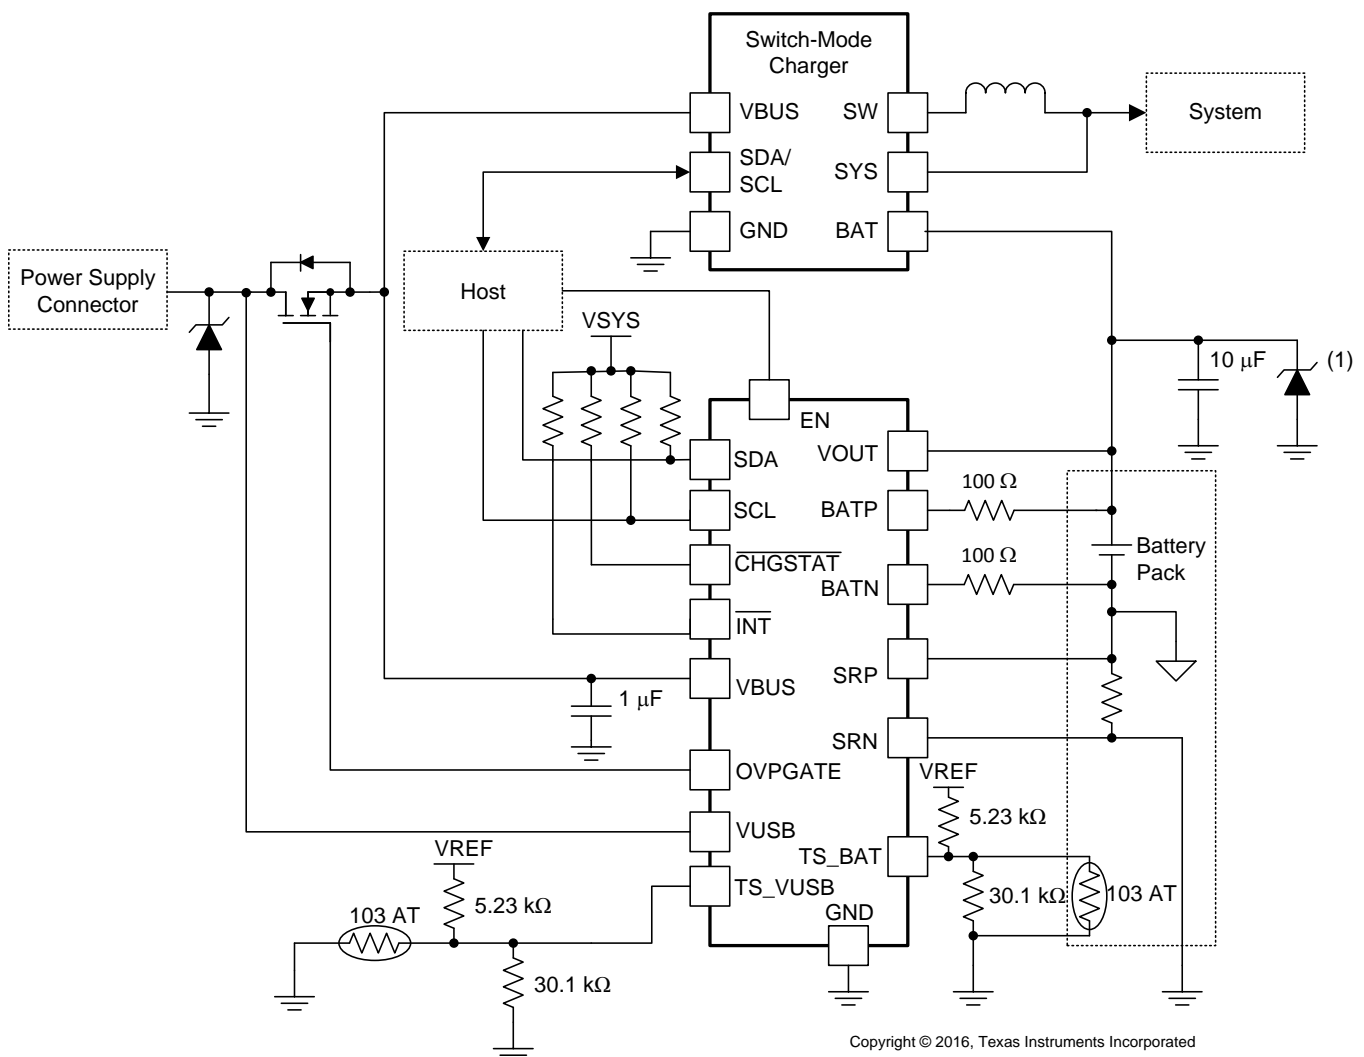 Switch-Mode
Charger
VBUS
SW
SDA/
SCL
SYS
GND
BAT
System
Power Supply
Connector
Host
VSYS
10 μF
(1)
EN
SDA
VOUT
100 Ω
SCL
BATP
CHGSTAT
100 Ω
BATN
Battery
Pack
INT
SRP
VBUS
1 μF
SRN
OVPGATE
VREF
5.23 kΩ
VUSB
VREF
TS_BAT
TS_VUSB
5.23 kΩ
103 AT
30.1 kΩ
103 AT
GND
30.1 kΩ
Copyright © 2016, Texas Instruments Incorporated